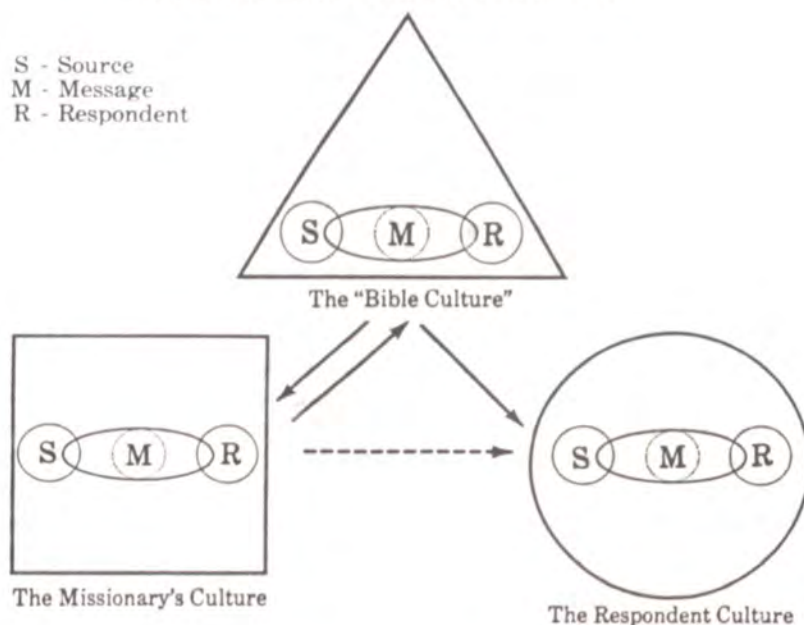 S - Source
M - Message
R - Respondent
S M R
The "Bible Culture"
S M R
The Missionary's Culture
S M R
The Respondent Culture